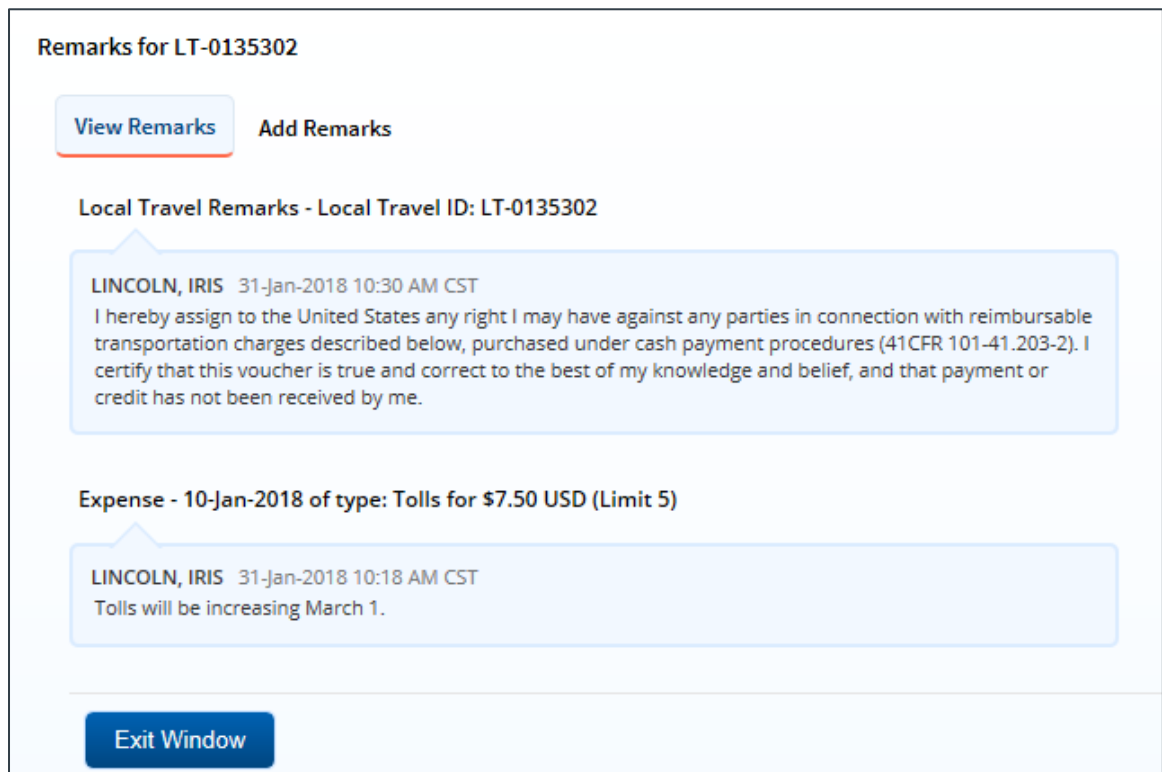 Remarks for LT-0135302
View Remarks Add Remarks
Local Travel Remarks - Local Travel ID: LT-0135302
LINCOLN, IRIS 31-Jan-2018 10:30 AM CST
I hereby assign to the United States any right I may have against any parties in connection with reimbursable
transportation charges described below, purchased under cash payment procedures (41CFR 101-41.203-2). I
certify that this voucher is true and correct to the best of my knowledge and belief, and that payment or
credit has not been received by me.
Expense - 10-Jan-2018 of type: Tolls for $7.50 USD (Limit 5)
LINCOLN, IRIS 31-Jan-2018 10:18 AM CST
Tolls will be increasing March 1.
Exit Window